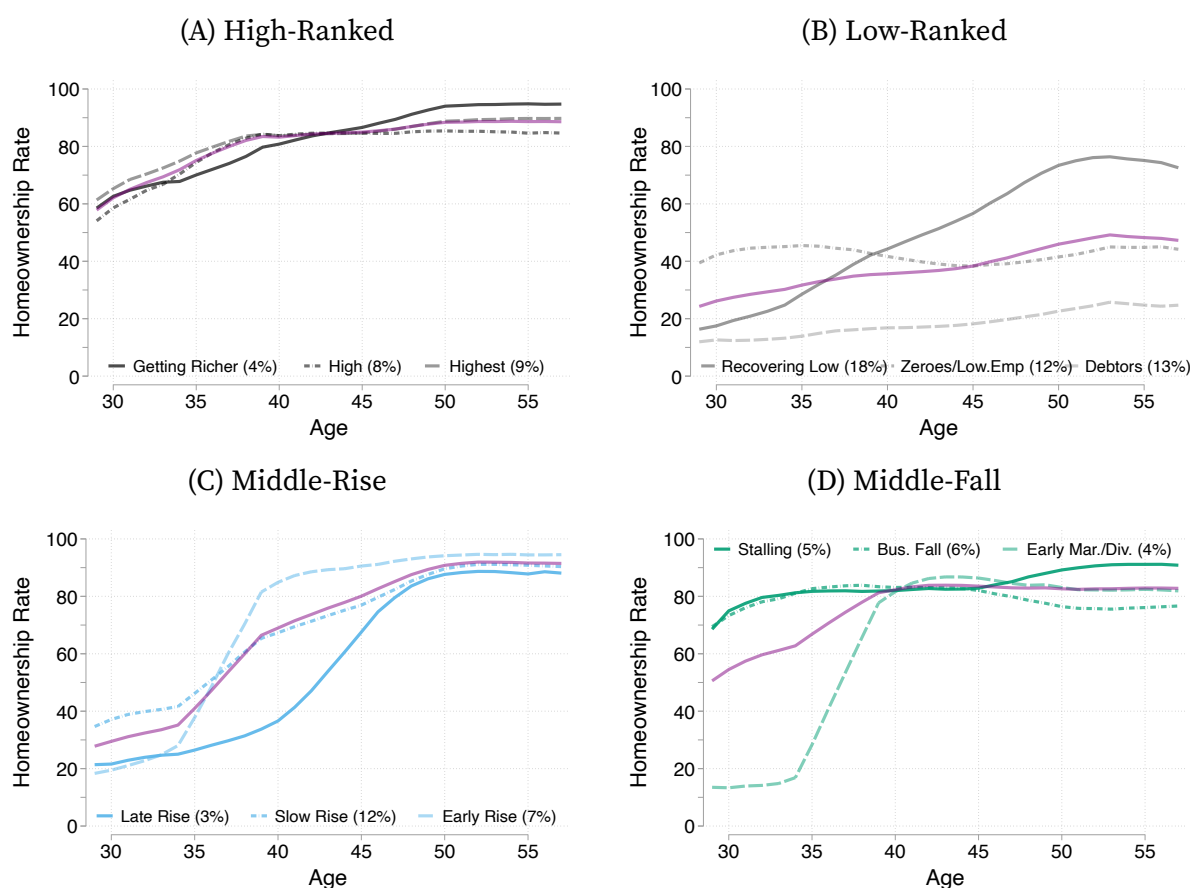 (A) High-Ranked
Homeownership Rate
100
80
60
40
20
0
Getting Richer (4%) High (8%) Highest (9%)
30 35 40 45 50 55
Age
(B) Low-Ranked
Homeownership Rate
100
80
60
40
20
0
Recovering Low (18%) Zeroes/Low.Emp (12%) Debtors (13%)
30 35 40 45 50 55
Age
(C) Middle-Rise
Homeownership Rate
100
80
60
40
20
0
Late Rise (3%) Slow Rise (12%) Early Rise (7%)
30 35 40 45 50 55
Age
(D) Middle-Fall
Homeownership Rate
100
80
60
40
20
0
Stalling (5%) Bus. Fall (6%) Early Mar./Div. (4%)
30 35 40 45 50 55
Age